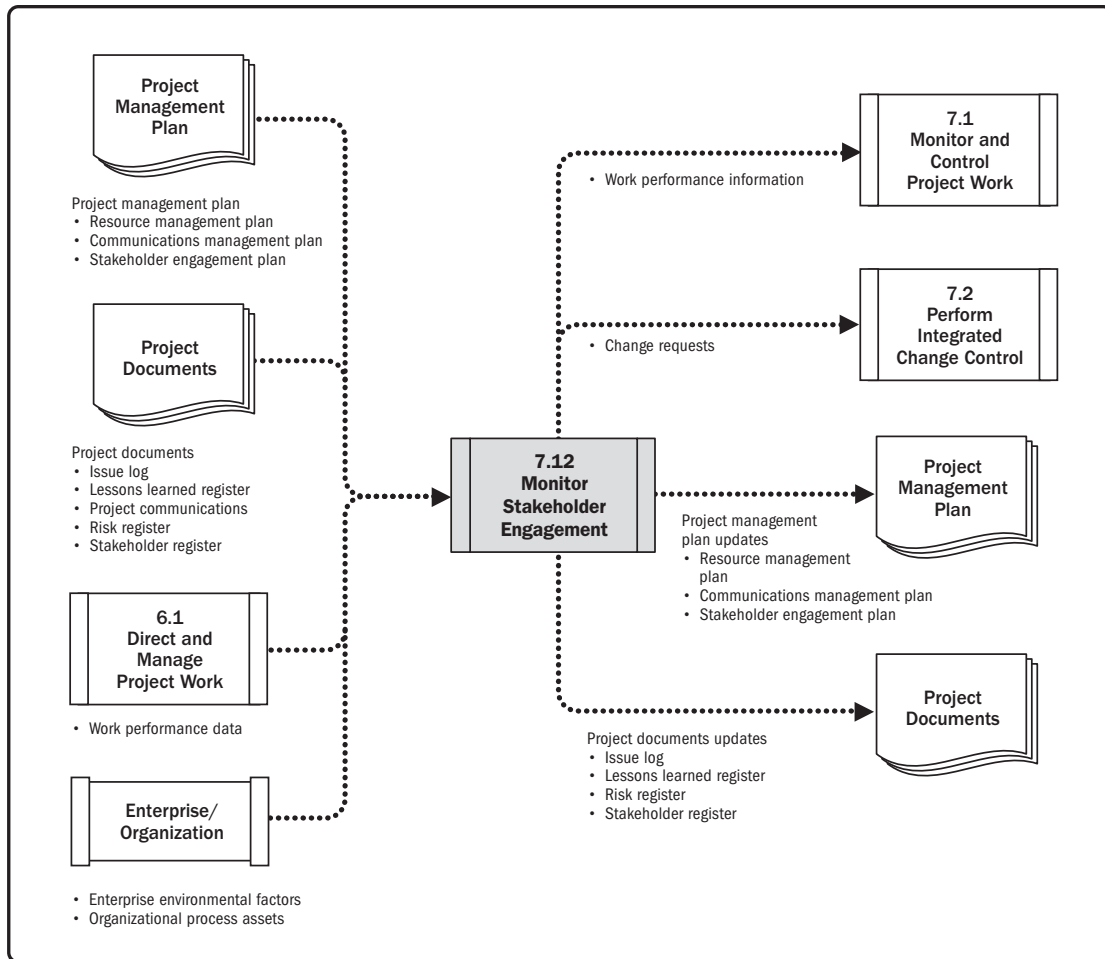 Project
Management
Plan
Project management plan
• Resource management plan
• Communications management plan
• Stakeholder engagement plan
Project
Documents
Project documents
• Issue log
• Lessons learned register
• Project communications
• Risk register
• Stakeholder register
6.1
Direct and
Manage
Project Work
• Work performance data
Enterprise/
Organization
• Enterprise environmental factors
• Organizational process assets
7.12
Monitor
Stakeholder
Engagement
• Work performance information
7.1
Monitor and
Control
Project Work
• Change requests
7.2
Perform
Integrated
Change Control
Project management
plan updates
• Resource management
plan
• Communications management plan
• Stakeholder engagement plan
Project
Management
Plan
Project documents updates
• Issue log
• Lessons learned register
• Risk register
• Stakeholder register
Project
Documents